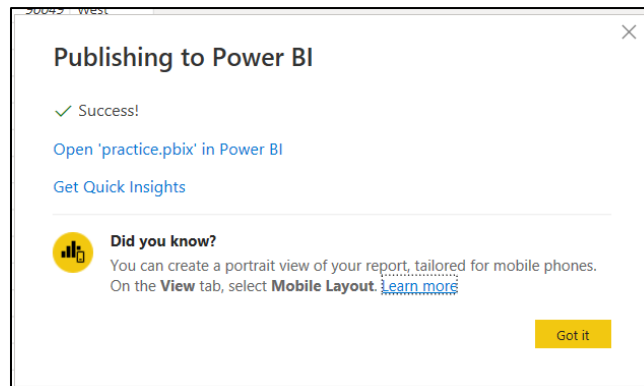 90049 West
Publishing to Power BI
Success!
Open 'practice.pbix' in Power BI
Get Quick Insights
Did you know?
You can create a portrait view of your report, tailored for mobile phones.
On the View tab, select Mobile Layout. Learn more
Got it